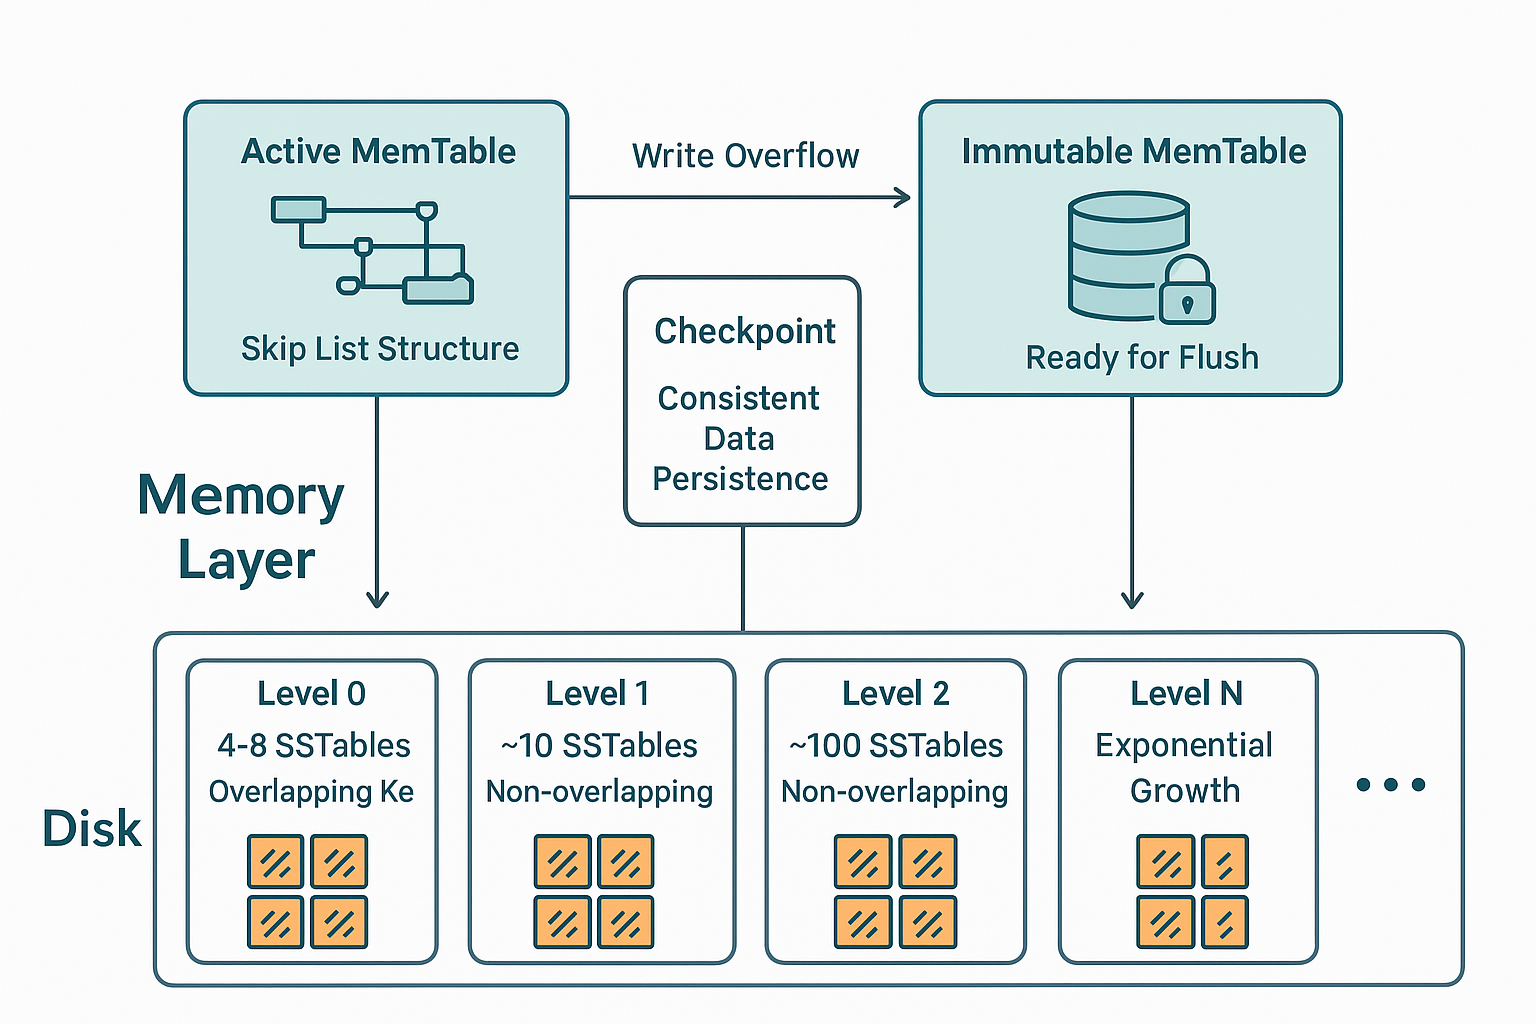 Active MemTable
Skip List Structure
Write Overflow
Immutable MemTable
Ready for Flush
Checkpoint
Consistent
Data
Persistence
Memory
Layer
Disk
Level 0
4-8 SSTables
Overlapping Ke
Level 1
~10 SSTables
Non-overlapping
Level 2
~100 SSTables
Non-overlapping
Level N
Exponential
Growth
...